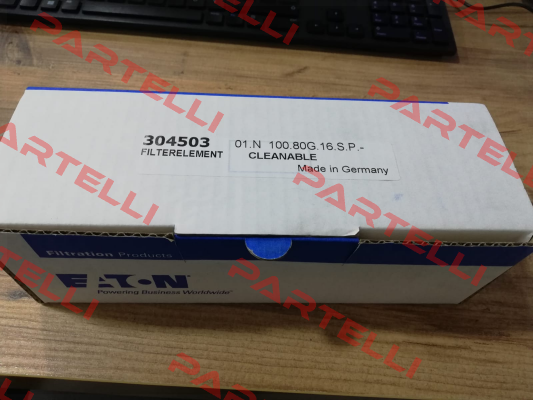 304503
FILTERELEMENT
01.N 100.80G.16.S.P.-
CLEANABLE
Made in Germany
Filtration Products
EATON
Powering Business Worldwide
PARTELLI
PARTELLI
PARTELLI
PARTELLI
PARTELLI
PARTELLI